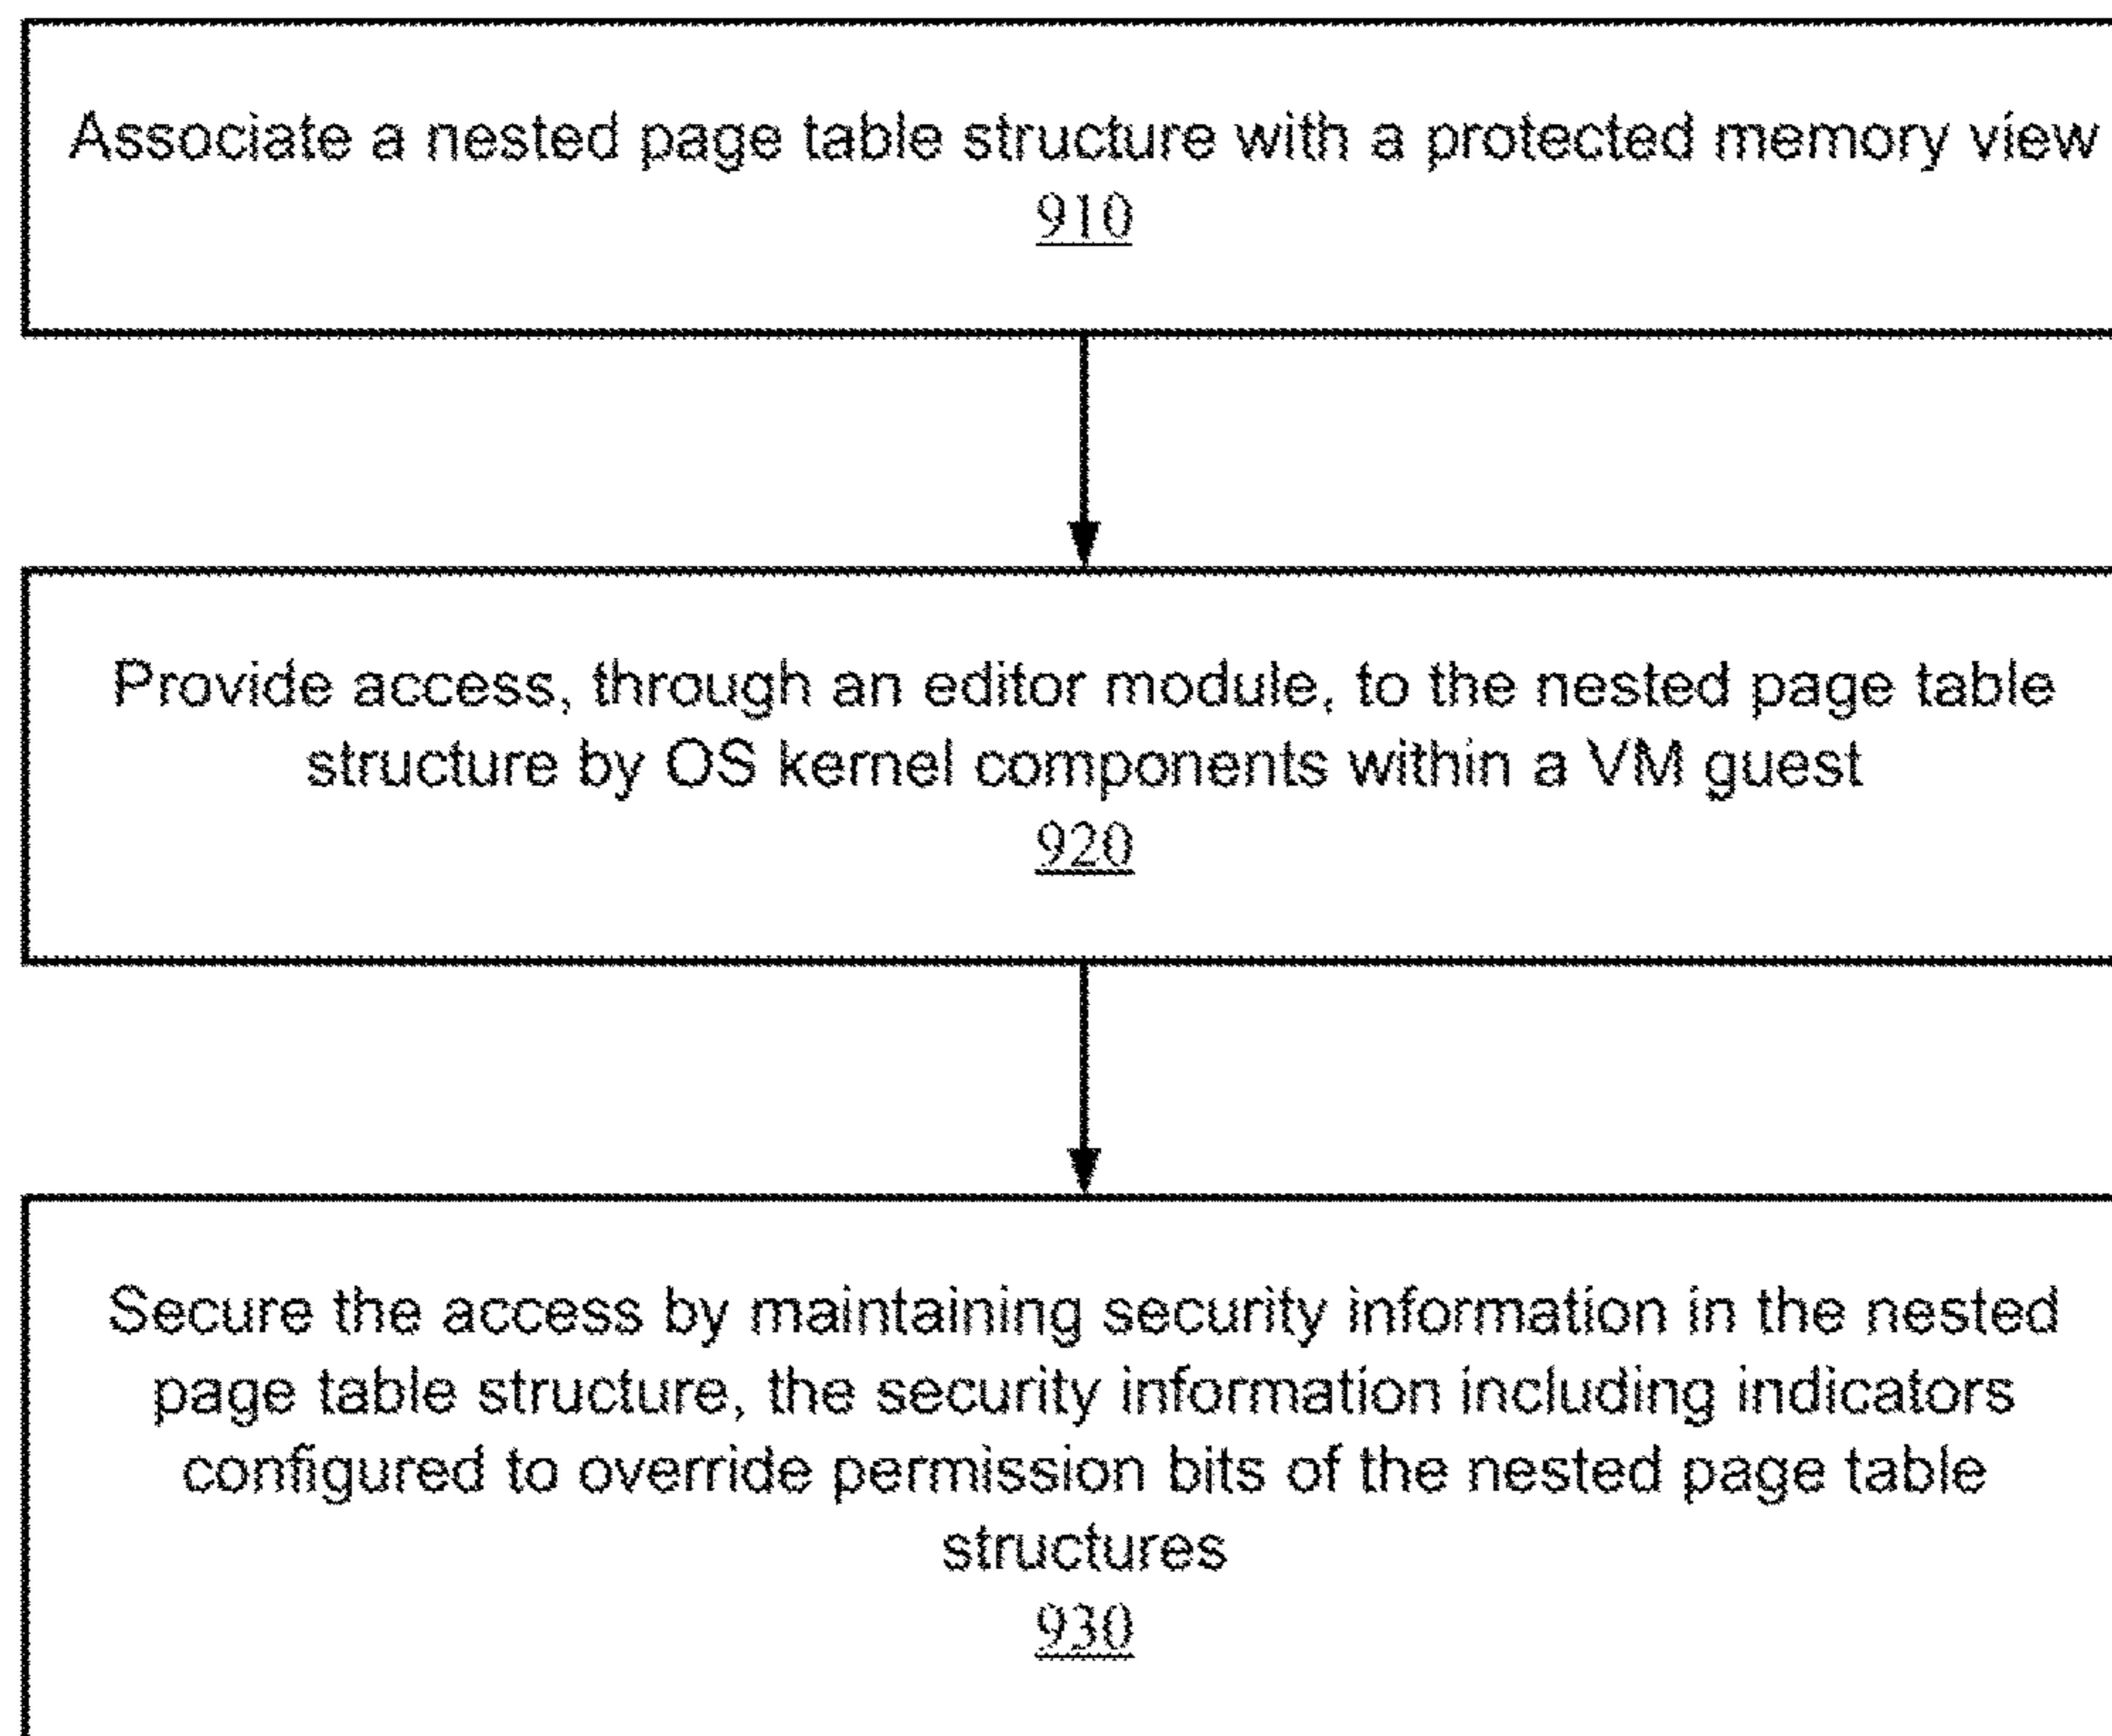 Associate a nested page table structure with a protected memory view
910
Provide access, through an editor module, to the nested page table
structure by OS kernel components within a VM guest
920
Secure the access by maintaining security information in the nested
page table structure, the security information including indicators
configured to override permission bits of the nested page table
structures
930